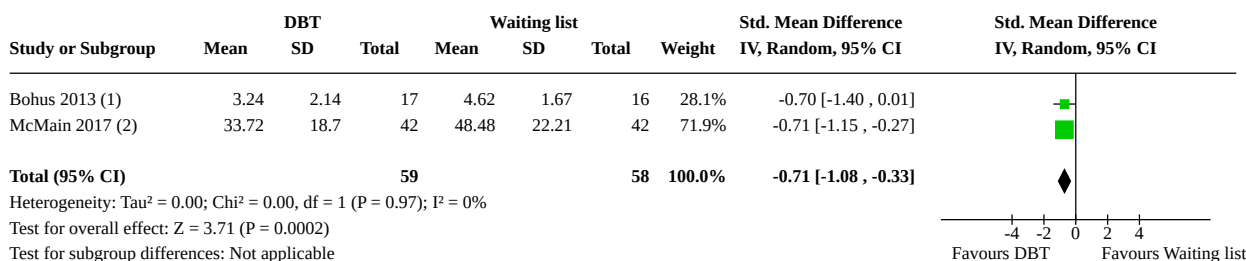 DBT Waiting list Std. Mean Difference Std. Mean Difference
Study or Subgroup Mean SD Total Mean SD Total Weight IV, Random, 95% CI IV, Random, 95% CI
Bohus 2013 (1) 3.24 2.14 17 4.62 1.67 16 28.1% -0.70 [-1.40 , 0.01]
McMain 2017 (2) 33.72 18.7 42 48.48 22.21 42 71.9% -0.71 [-1.15 , -0.27]
Total (95% CI) 59 58 100.0% -0.71 [-1.08 , -0.33]
Heterogeneity: Tau² = 0.00; Chi² = 0.00, df = 1 (P = 0.97); I² = 0%
Test for overall effect: Z = 3.71 (P = 0.0002)
-4 -2 0 2 4
Test for subgroup differences: Not applicable Favours DBT Favours Waiting list